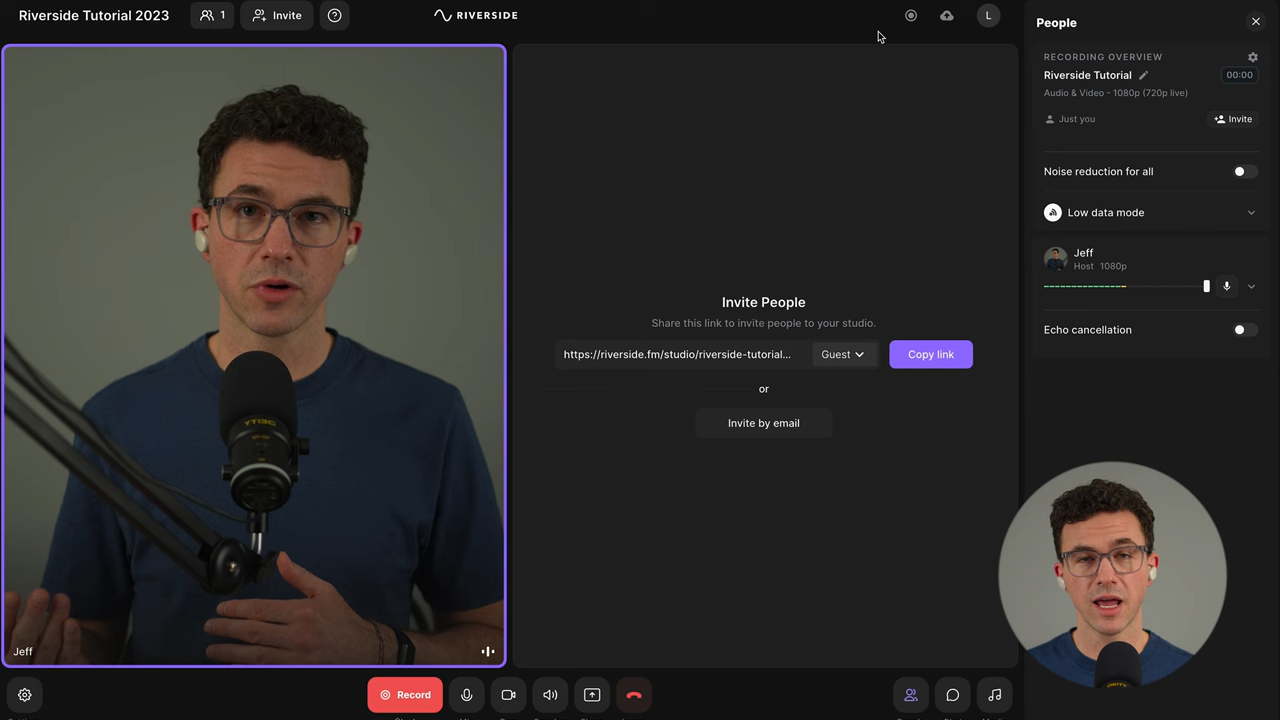 Riverside Tutorial 2023
1
Invite
RIVERSIDE
L
People
RECORDING OVERVIEW
Riverside Tutorial
00:00
Audio & Video - 1080p (720p live)
Just you
Invite
Noise reduction for all
Low data mode
Jeff
Host 1080p
Echo cancellation
Invite People
Share this link to invite people to your studio.
https://riverside.fm/studio/riverside-tutorial...
Guest
Copy link
or
Invite by email
Jeff
Record